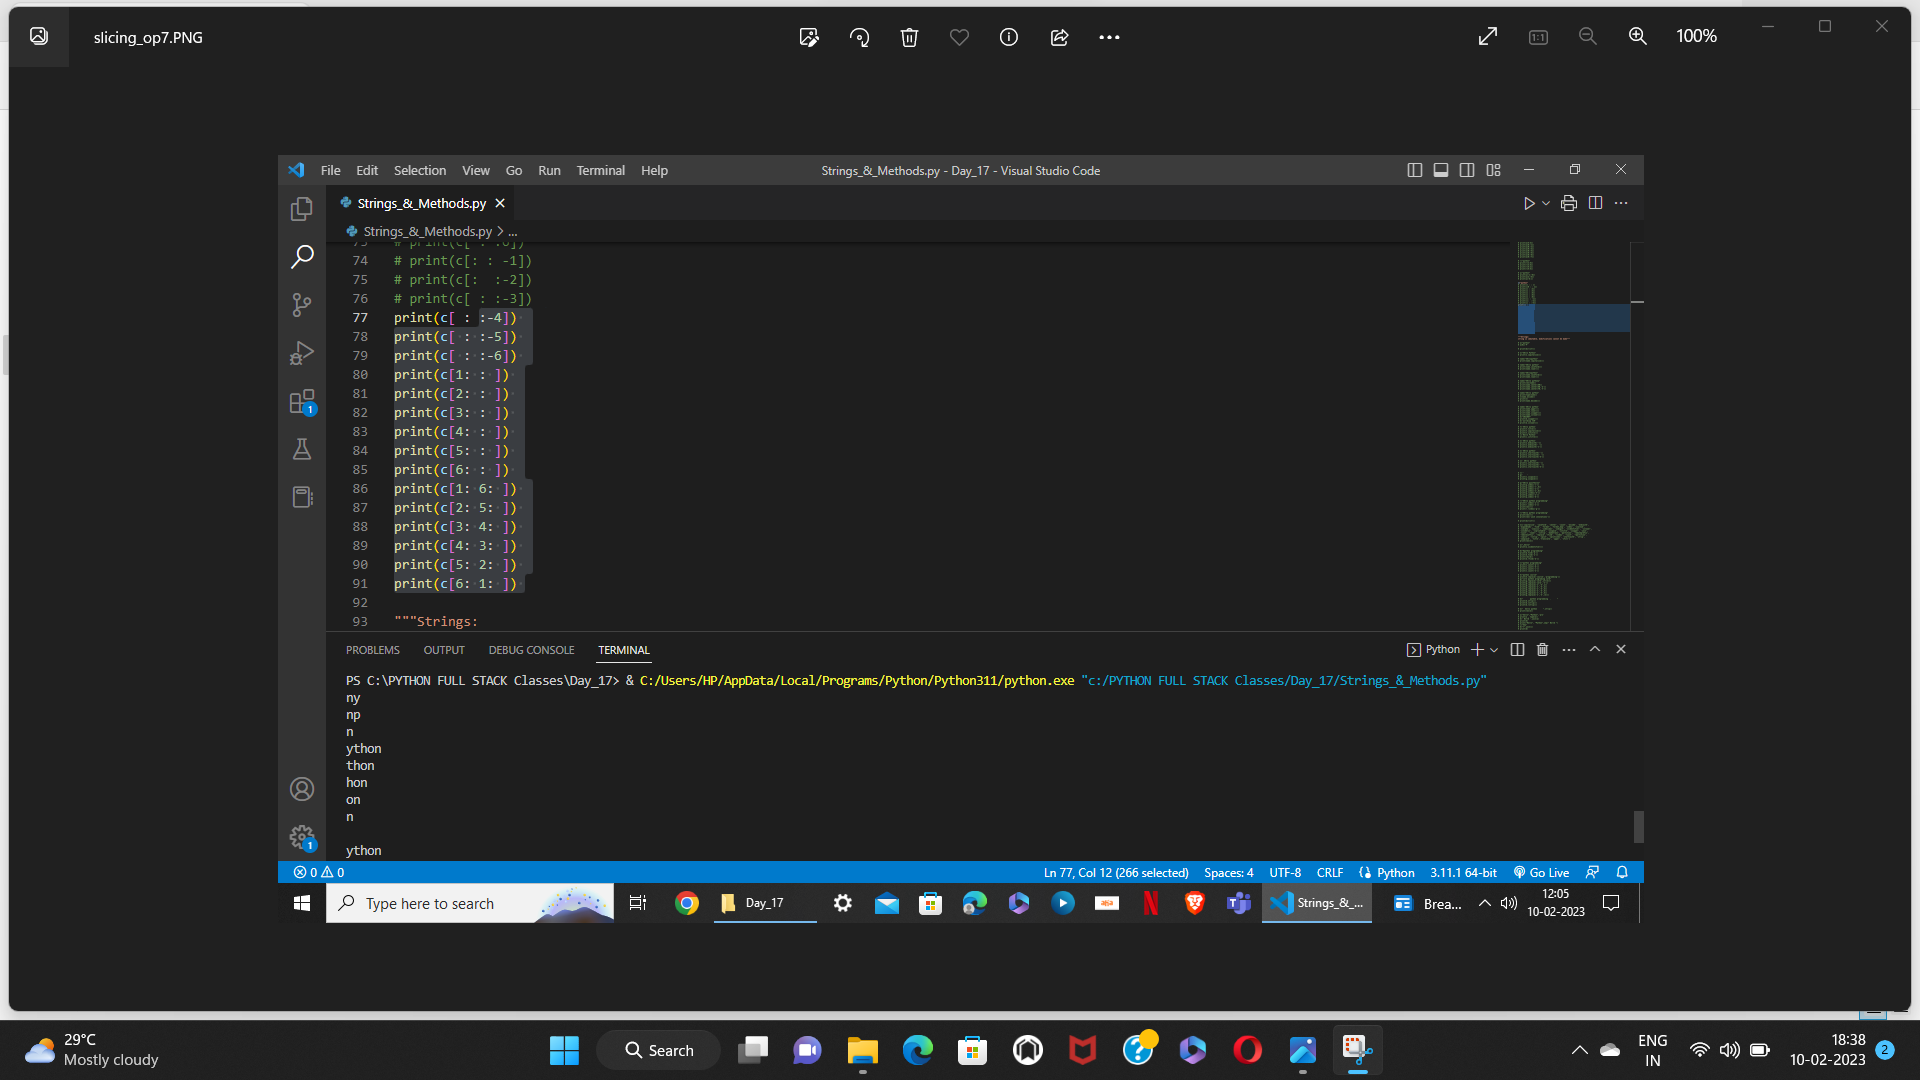 slicing_op7.PNG
100%
File Edit Selection View Go Run Terminal Help
Strings_&_Methods.py - Day_17 - Visual Studio Code
Strings_&_Methods.py
Strings_&_Methods.py > ...
74 # print(c[: : -1])
75 # print(c[:  :-2])
76 # print(c[ : :-3])
77 print(c[ : :-4])
78 print(c[ : :-5])
79 print(c[ : :-6])
80 print(c[1: : ])
81 print(c[2: : ])
82 print(c[3: : ])
83 print(c[4: : ])
84 print(c[5: : ])
85 print(c[6: : ])
86 print(c[1: 6: ])
87 print(c[2: 5: ])
88 print(c[3: 4: ])
89 print(c[4: 3: ])
90 print(c[5: 2: ])
91 print(c[6: 1: ])
92
93 """Strings:
PROBLEMS OUTPUT DEBUG CONSOLE TERMINAL
Python
PS C:\PYTHON FULL STACK Classes\Day_17> & C:/Users/HP/AppData/Local/Programs/Python/Python311/python.exe "c:/PYTHON FULL STACK Classes/Day_17/Strings_&_Methods.py"
ny
np
n
ython
thon
hon
on
n
ython
0 0
Ln 77, Col 12 (266 selected) Spaces: 4 UTF-8 CRLF Python 3.11.1 64-bit Go Live
Type here to search
Day_17
Strings_&_...
Brea...
12:05
10-02-2023
29°C
Mostly cloudy
Search
ENG
IN
18:38
10-02-2023
2